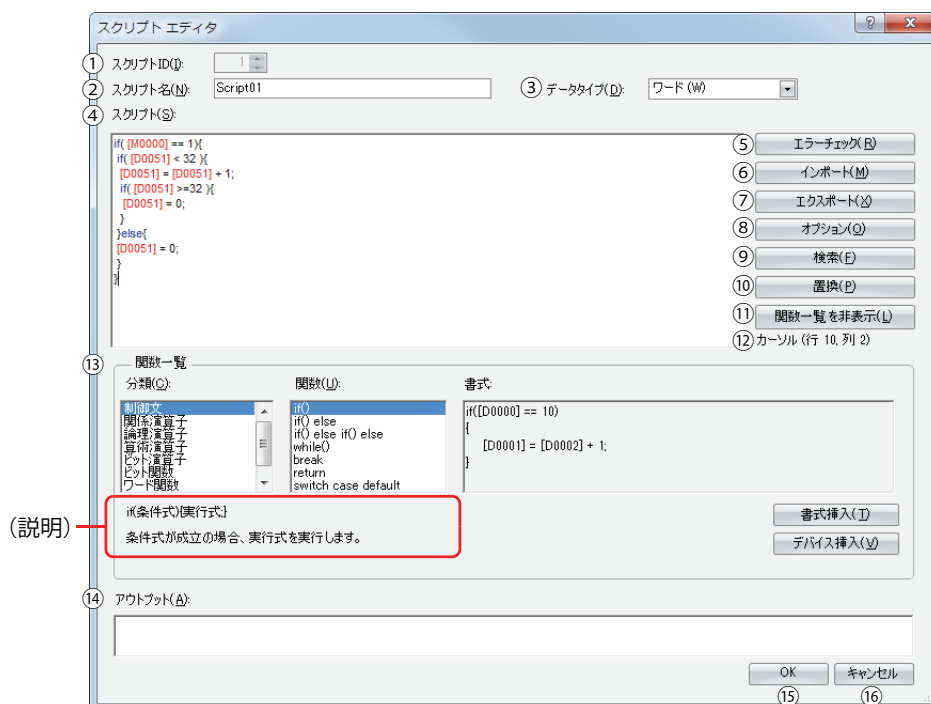 スクリプト エディタ
① スクリプトID(I): 1
② スクリプト名(N): Script01 ③ データタイプ(D): ワード (W)
④ スクリプト(S):
if( [M0000] == 1){
if( [D0051] < 32 ){
[D0051] = [D0051] + 1;
if( [D0051] >=32 ){
[D0051] = 0;
}
}else{
[D0051] = 0;
}
}
⑤ エラーチェック(R)
⑥ インポート(M)
⑦ エクスポート(X)
⑧ オプション(O)
⑨ 検索(F)
⑩ 置換(P)
⑪ 関数一覧を非表示(L)
⑫ カーソル (行 10, 列 2)
⑬ 関数一覧
分類(C):
制御文
関係演算子
論理演算子
算術演算子
ビット演算子
ビット関数
ワード関数
関数(U):
if()
if() else
if() else if() else
while()
break
return
switch case default
書式:
if([D0000] == 10)
{
[D0001] = [D0002] + 1;
}
(説明)
if(条件式){実行式;}
条件式が成立の場合、実行式を実行します。
書式挿入(T)
デバイス挿入(V)
⑭ アウトプット(A):
OK キャンセル
⑮ ⑯